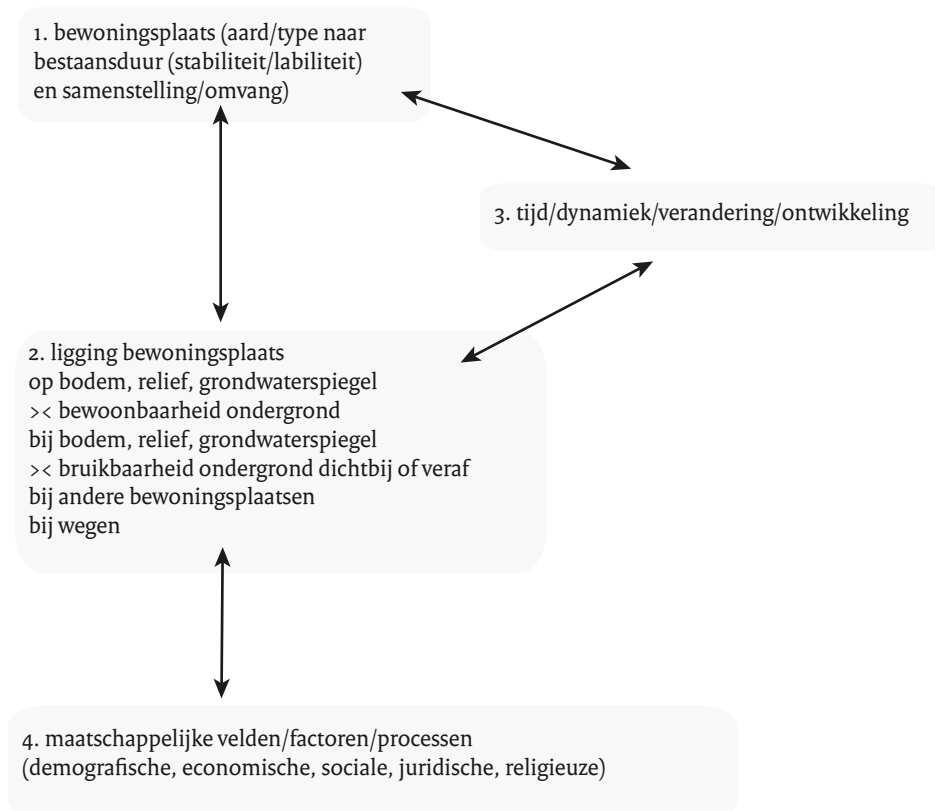 1. bewoningsplaats (aard/type naar
bestaansduur (stabiliteit/labiliteit)
en samenstelling/omvang)
3. tijd/dynamiek/verandering/ontwikkeling
2. ligging bewoningsplaats
op bodem, relief, grondwaterspiegel
>< bewoonbaarheid ondergrond
bij bodem, relief, grondwaterspiegel
>< bruikbaarheid ondergrond dichtbij of veraf
bij andere bewoningsplaatsen
bij wegen
4. maatschappelijke velden/factoren/processen
(demografische, economische, sociale, juridische, religieuze)